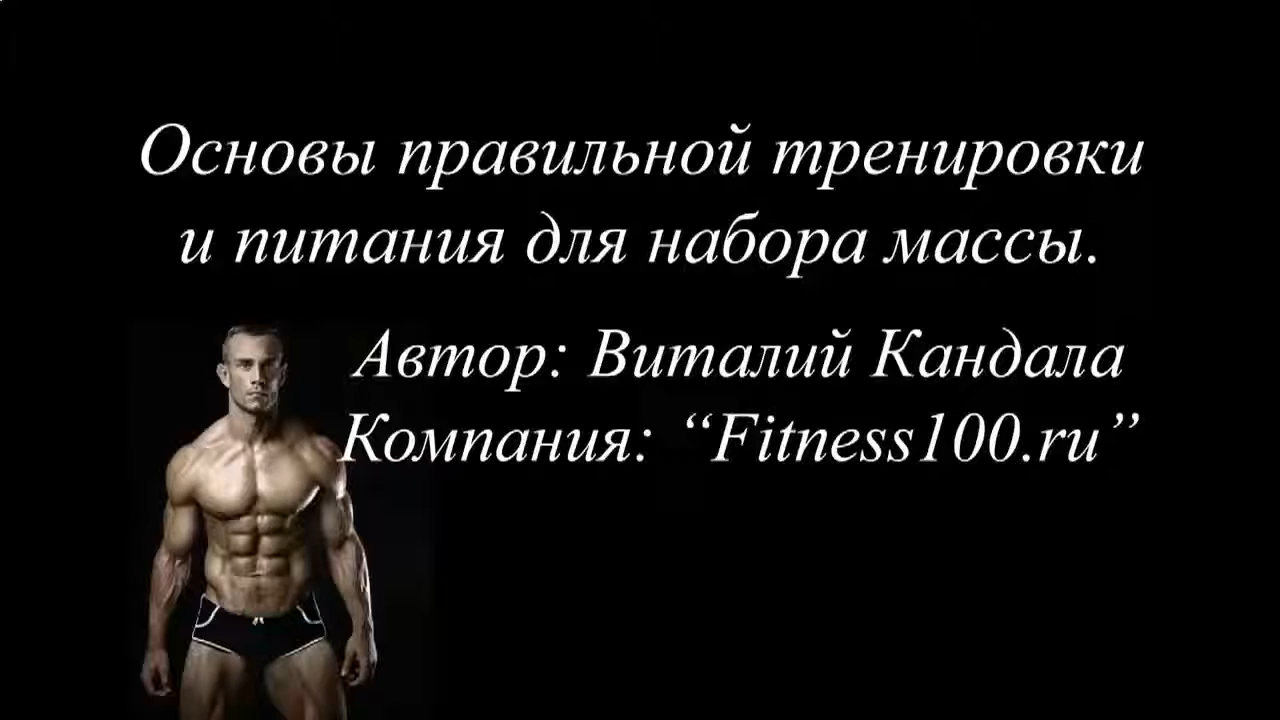 Основы правильной тренировки
и питания для набора массы.
Автор: Виталий Кандала
Компания: “Fitness100.ru”